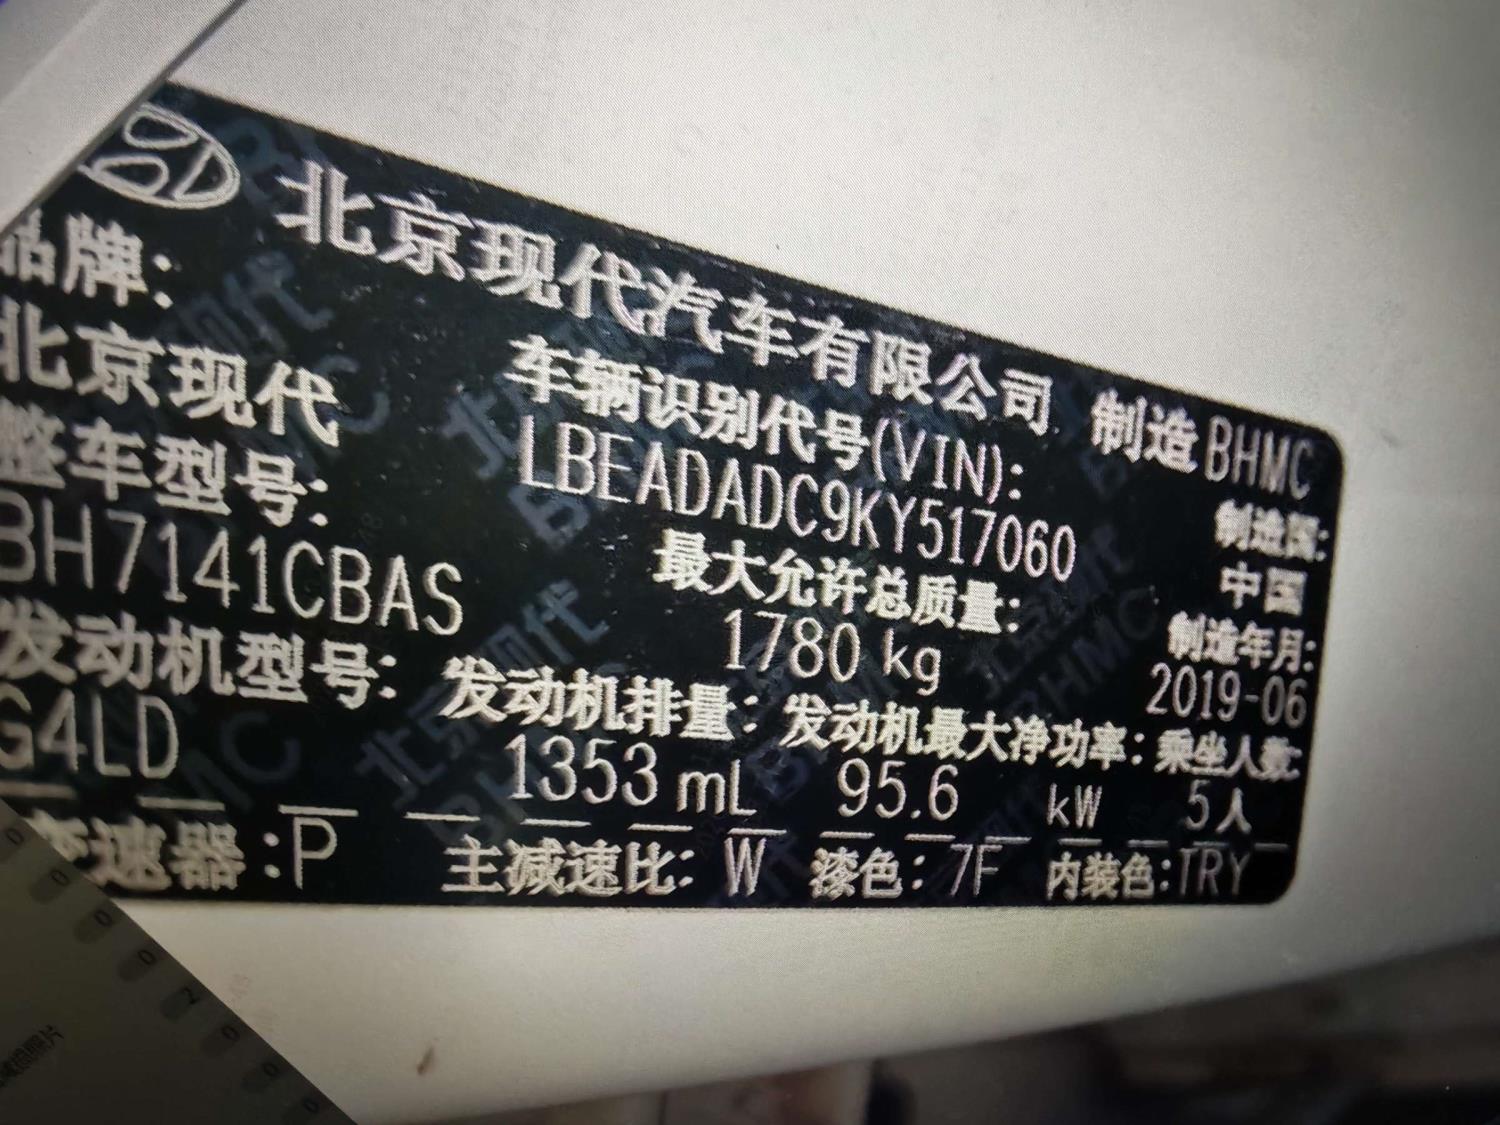 北京现代汽车有限公司 制造 BHMC
品牌:
北京现代
车辆识别代号(VIN):
LBEADADC9KY517060
制造国:
中国
整车型号:
BH7141CBAS
最大允许总质量:
1780 kg
制造年月:
2019-06
发动机型号:
G4LD
发动机排量:
1353 mL
发动机最大净功率:
95.6 kW
乘坐人数:
5人
变速器:P 主减速比:W 漆色:7F 内装色:TRY